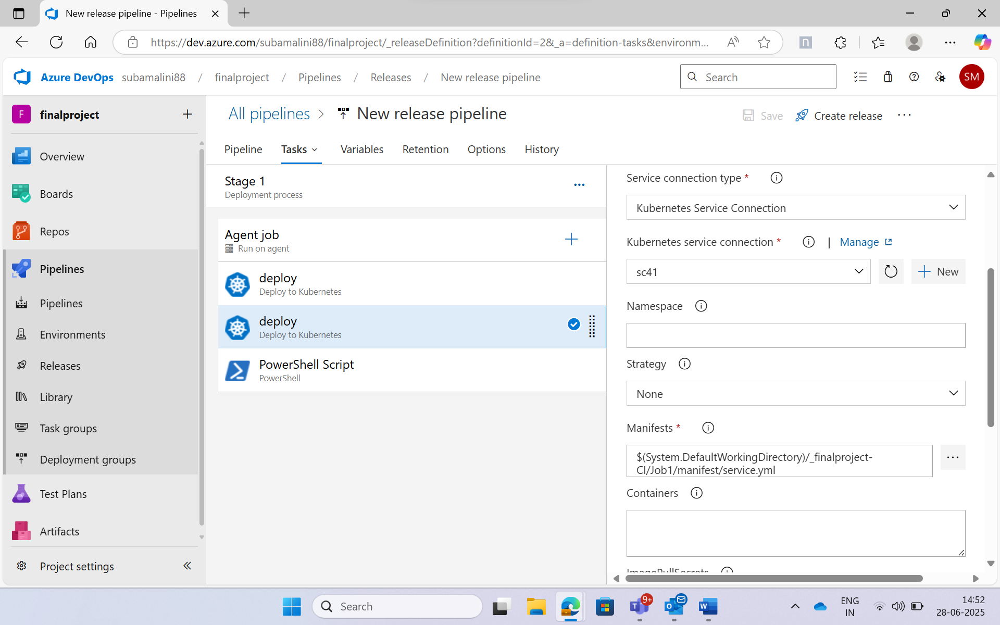 New release pipeline - Pipelines
https://dev.azure.com/subamalini88/finalproject/_releaseDefinition?definitionId=2&_a=definition-tasks&environm...
A))
n
Azure DevOps subamalini88 / finalproject / Pipelines / Releases / New release pipeline
Search
SM
F finalproject
Overview
Boards
Repos
Pipelines
Pipelines
Environments
Releases
Library
Task groups
Deployment groups
Test Plans
Artifacts
Project settings
All pipelines > New release pipeline
Save Create release ...
Pipeline Tasks Variables Retention Options History
Stage 1
Deployment process
Agent job
Run on agent
deploy
Deploy to Kubernetes
deploy
Deploy to Kubernetes
PowerShell Script
PowerShell
Service connection type *
Kubernetes Service Connection
Kubernetes service connection * | Manage
sc41
New
Namespace
Strategy
None
Manifests *
$(System.DefaultWorkingDirectory)/_finalproject-
CI/Job1/manifest/service.yml
Containers
ImagePullSecrets
Search
9+
ENG
IN
14:52
28-06-2025